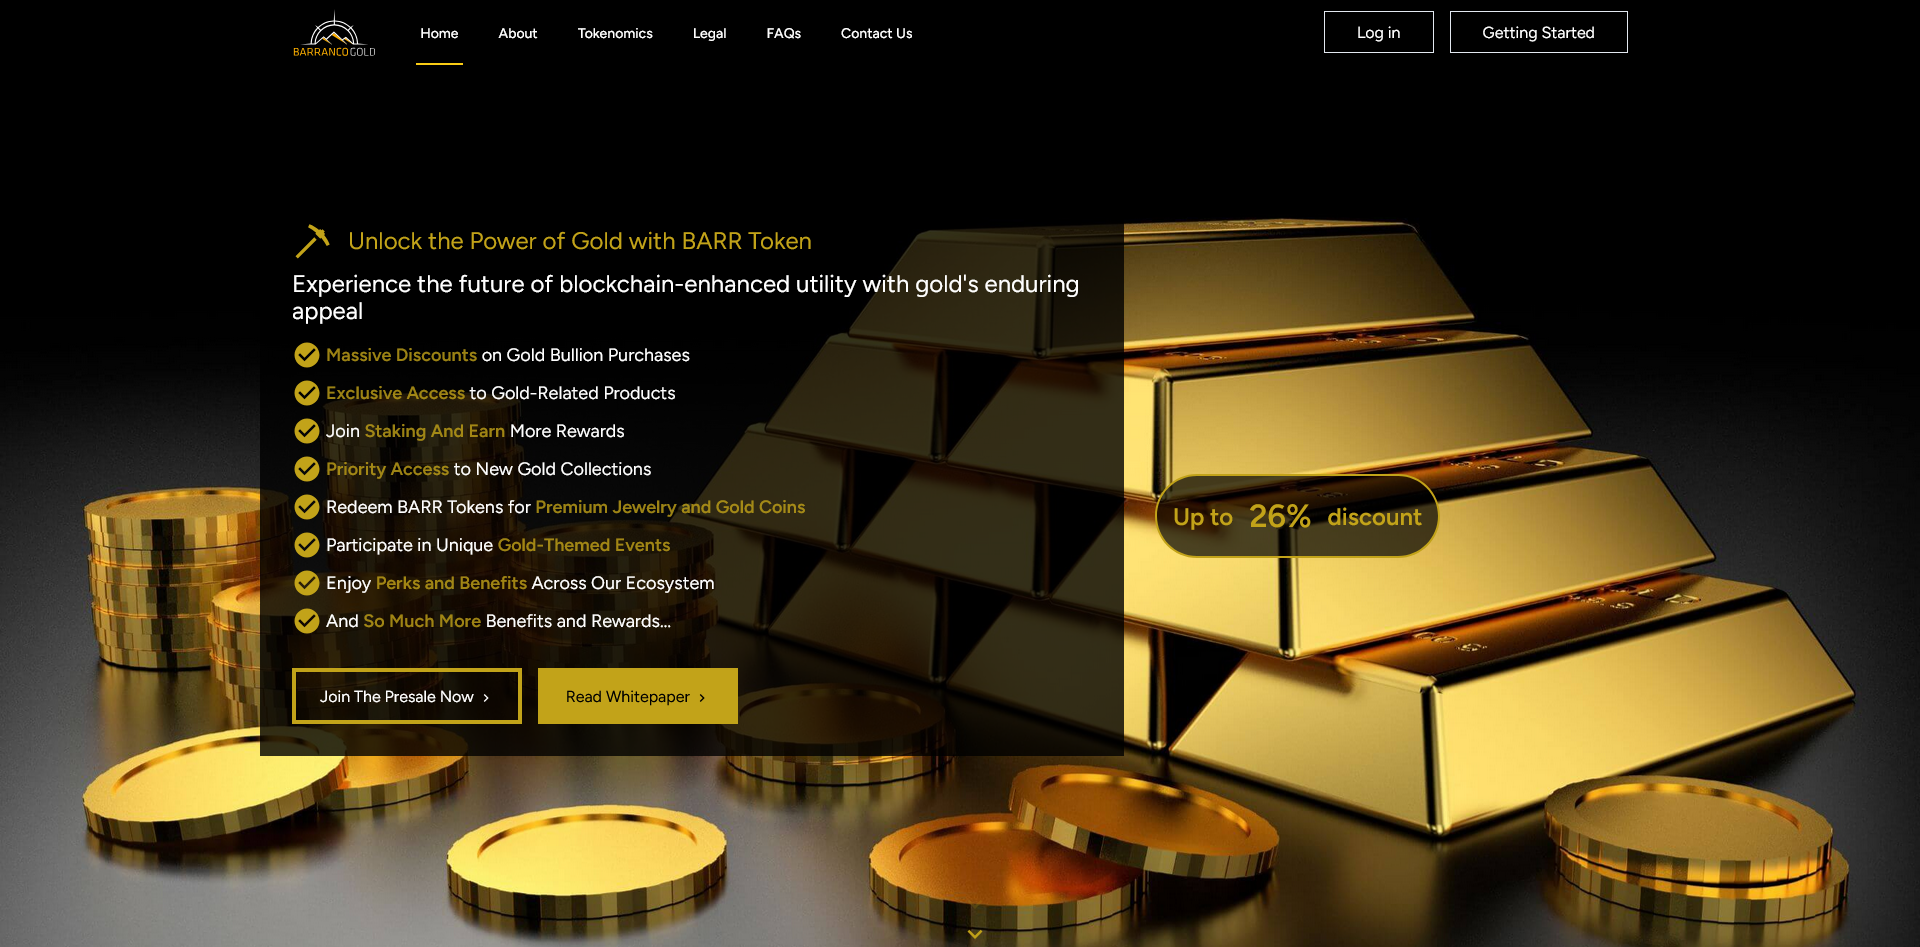 BARRANCOGOLD
Home
About
Tokenomics
Legal
FAQs
Contact Us
Log in
Getting Started
Unlock the Power of Gold with BARR Token
Experience the future of blockchain-enhanced utility with gold's enduring
appeal
Massive Discounts on Gold Bullion Purchases
Exclusive Access to Gold-Related Products
Join Staking And Earn More Rewards
Priority Access to New Gold Collections
Redeem BARR Tokens for Premium Jewelry and Gold Coins
Participate in Unique Gold-Themed Events
Enjoy Perks and Benefits Across Our Ecosystem
And So Much More Benefits and Rewards...
Join The Presale Now
Read Whitepaper
Up to 26% discount